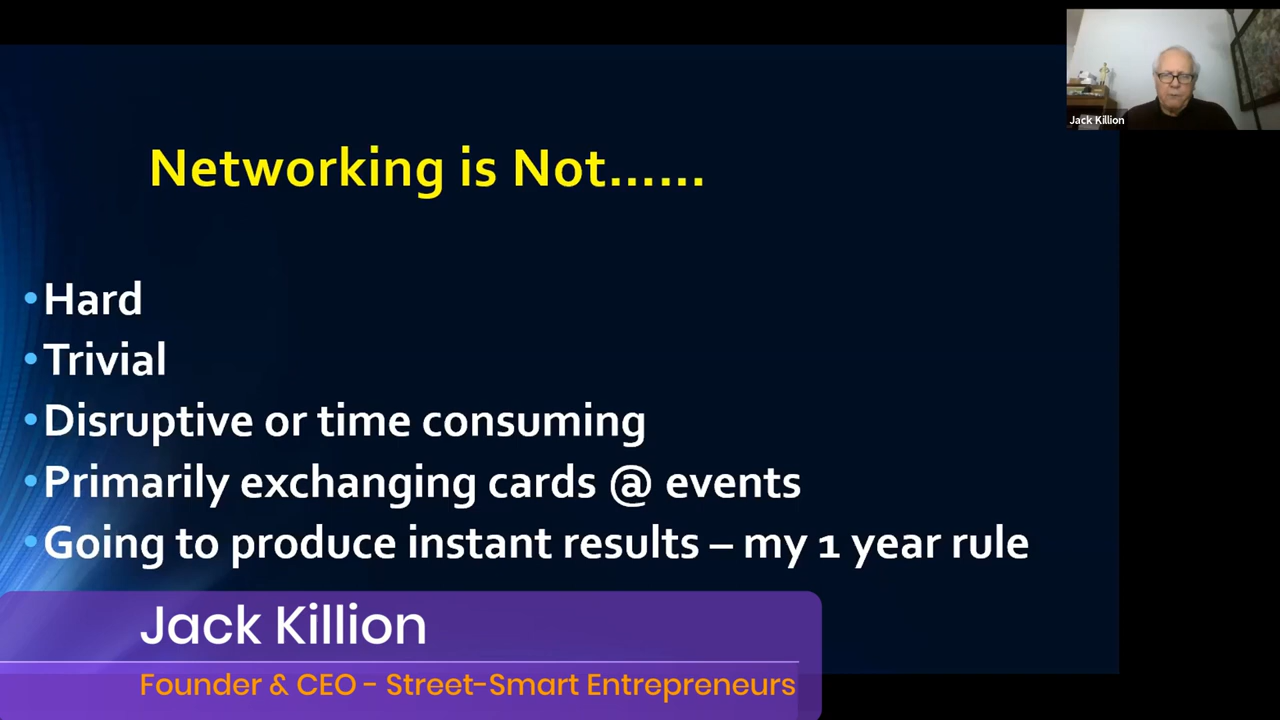 Jack Killion
Networking is Not......
•Hard
•Trivial
•Disruptive or time consuming
•Primarily exchanging cards @ events
•Going to produce instant results – my 1 year rule
Jack Killion
Founder & CEO - Street-Smart Entrepreneurs